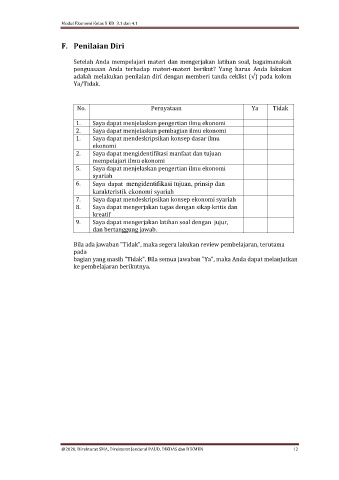 Modul Ekonomi Kelas X KD 3.1 dan 4.1
F. Penilaian Diri
Setelah Anda mempelajari materi dan mengerjakan latihan soal, bagaimanakah
penguasaan Anda terhadap materi-materi berikut? Yang harus Anda lakukan
adalah melakukan penilaian diri dengan memberi tanda ceklist (√) pada kolom
Ya/Tidak.
No. Pernyataan Ya Tidak
1. Saya dapat menjelaskan pengertian ilmu ekonomi
2. Saya dapat menjelaskan pembagian ilmu ekonomi
1. Saya dapat mendeskripsikan konsep dasar ilmu
ekonomi
2. Saya dapat mengidentifikasi manfaat dan tujuan
mempelajari ilmu ekonomi
5. Saya dapat menjelaskan pengertian ilmu ekonomi
syariah
6. Saya dapat mengidentifikasi tujuan, prinsip dan
karakteristik ekonomi syariah
7. Saya dapat mendeskripsikan konsep ekonomi syariah
8. Saya dapat mengerjakan tugas dengan sikap kritis dan
kreatif
9. Saya dapat mengerjakan latihan soal dengan jujur,
dan bertanggung jawab.
Bila ada jawaban "Tidak", maka segera lakukan review pembelajaran, terutama
pada
bagian yang masih "Tidak". Bila semua jawaban "Ya", maka Anda dapat melanjutkan
ke pembelajaran berikutnya.
@2020, Direktorat SMA, Direktorat Jenderal PAUD, DIKDAS dan DIKMEN 12